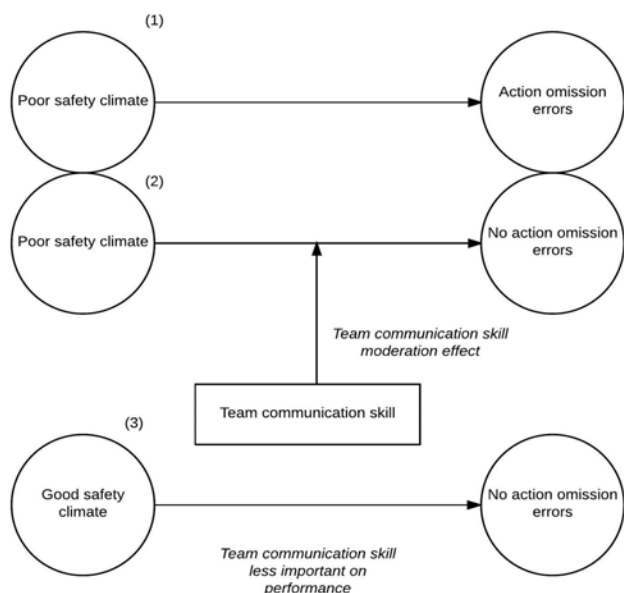 (1)
Poor safety climate
Action omission
errors
(2)
Poor safety climate
No action omission
errors
Team communication skill
moderation effect
Team communication skill
(3)
Good safety
climate
No action omission
errors
Team communication skill
less important on
performance